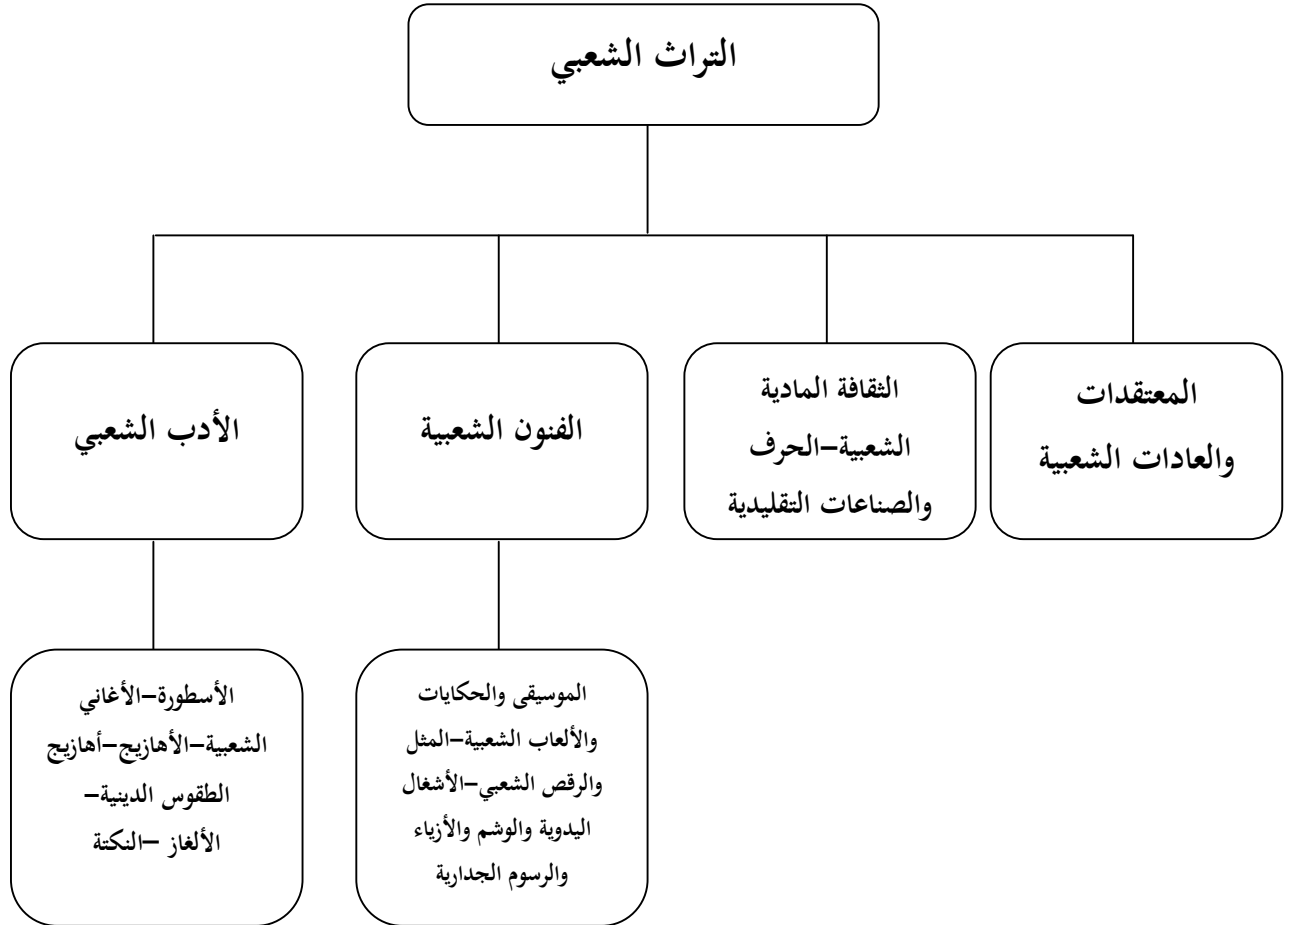 التراث الشعبي
المعتقدات
والعادات الشعبية
الثقافة المادية
الشعبية–الحرف
والصناعات التقليدية
الفنون الشعبية
الأدب الشعبي
الموسيقى والحكايات
والألعاب الشعبية–المثل
والرقص الشعبي–الأشغال
اليدوية والوشم والأزياء
والرسوم الجدارية
الأسطورة–الأغاني
الشعبية–الأهازيج–أهازيج
الطقوس الدينية–
الألغاز –النكتة